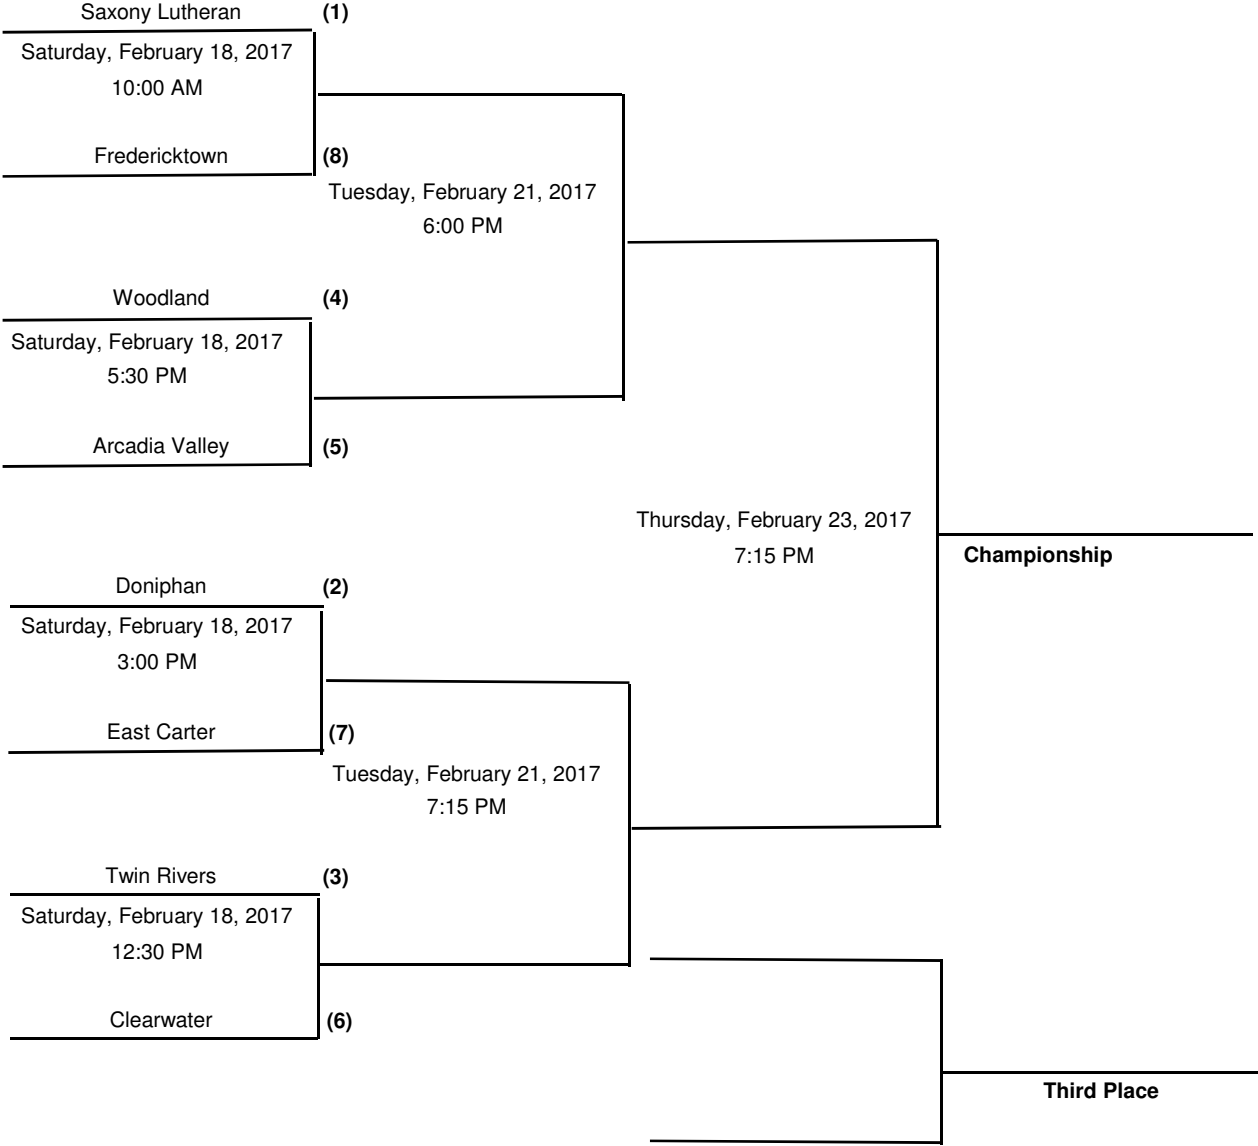 Saxony Lutheran (1)
Saturday, February 18, 2017
10:00 AM
Fredericktown (8)
Tuesday, February 21, 2017
6:00 PM
Woodland (4)
Saturday, February 18, 2017
5:30 PM
Arcadia Valley (5)
Thursday, February 23, 2017
7:15 PM
Championship
Doniphan (2)
Saturday, February 18, 2017
3:00 PM
East Carter (7)
Tuesday, February 21, 2017
7:15 PM
Twin Rivers (3)
Saturday, February 18, 2017
12:30 PM
Clearwater (6)
Third Place